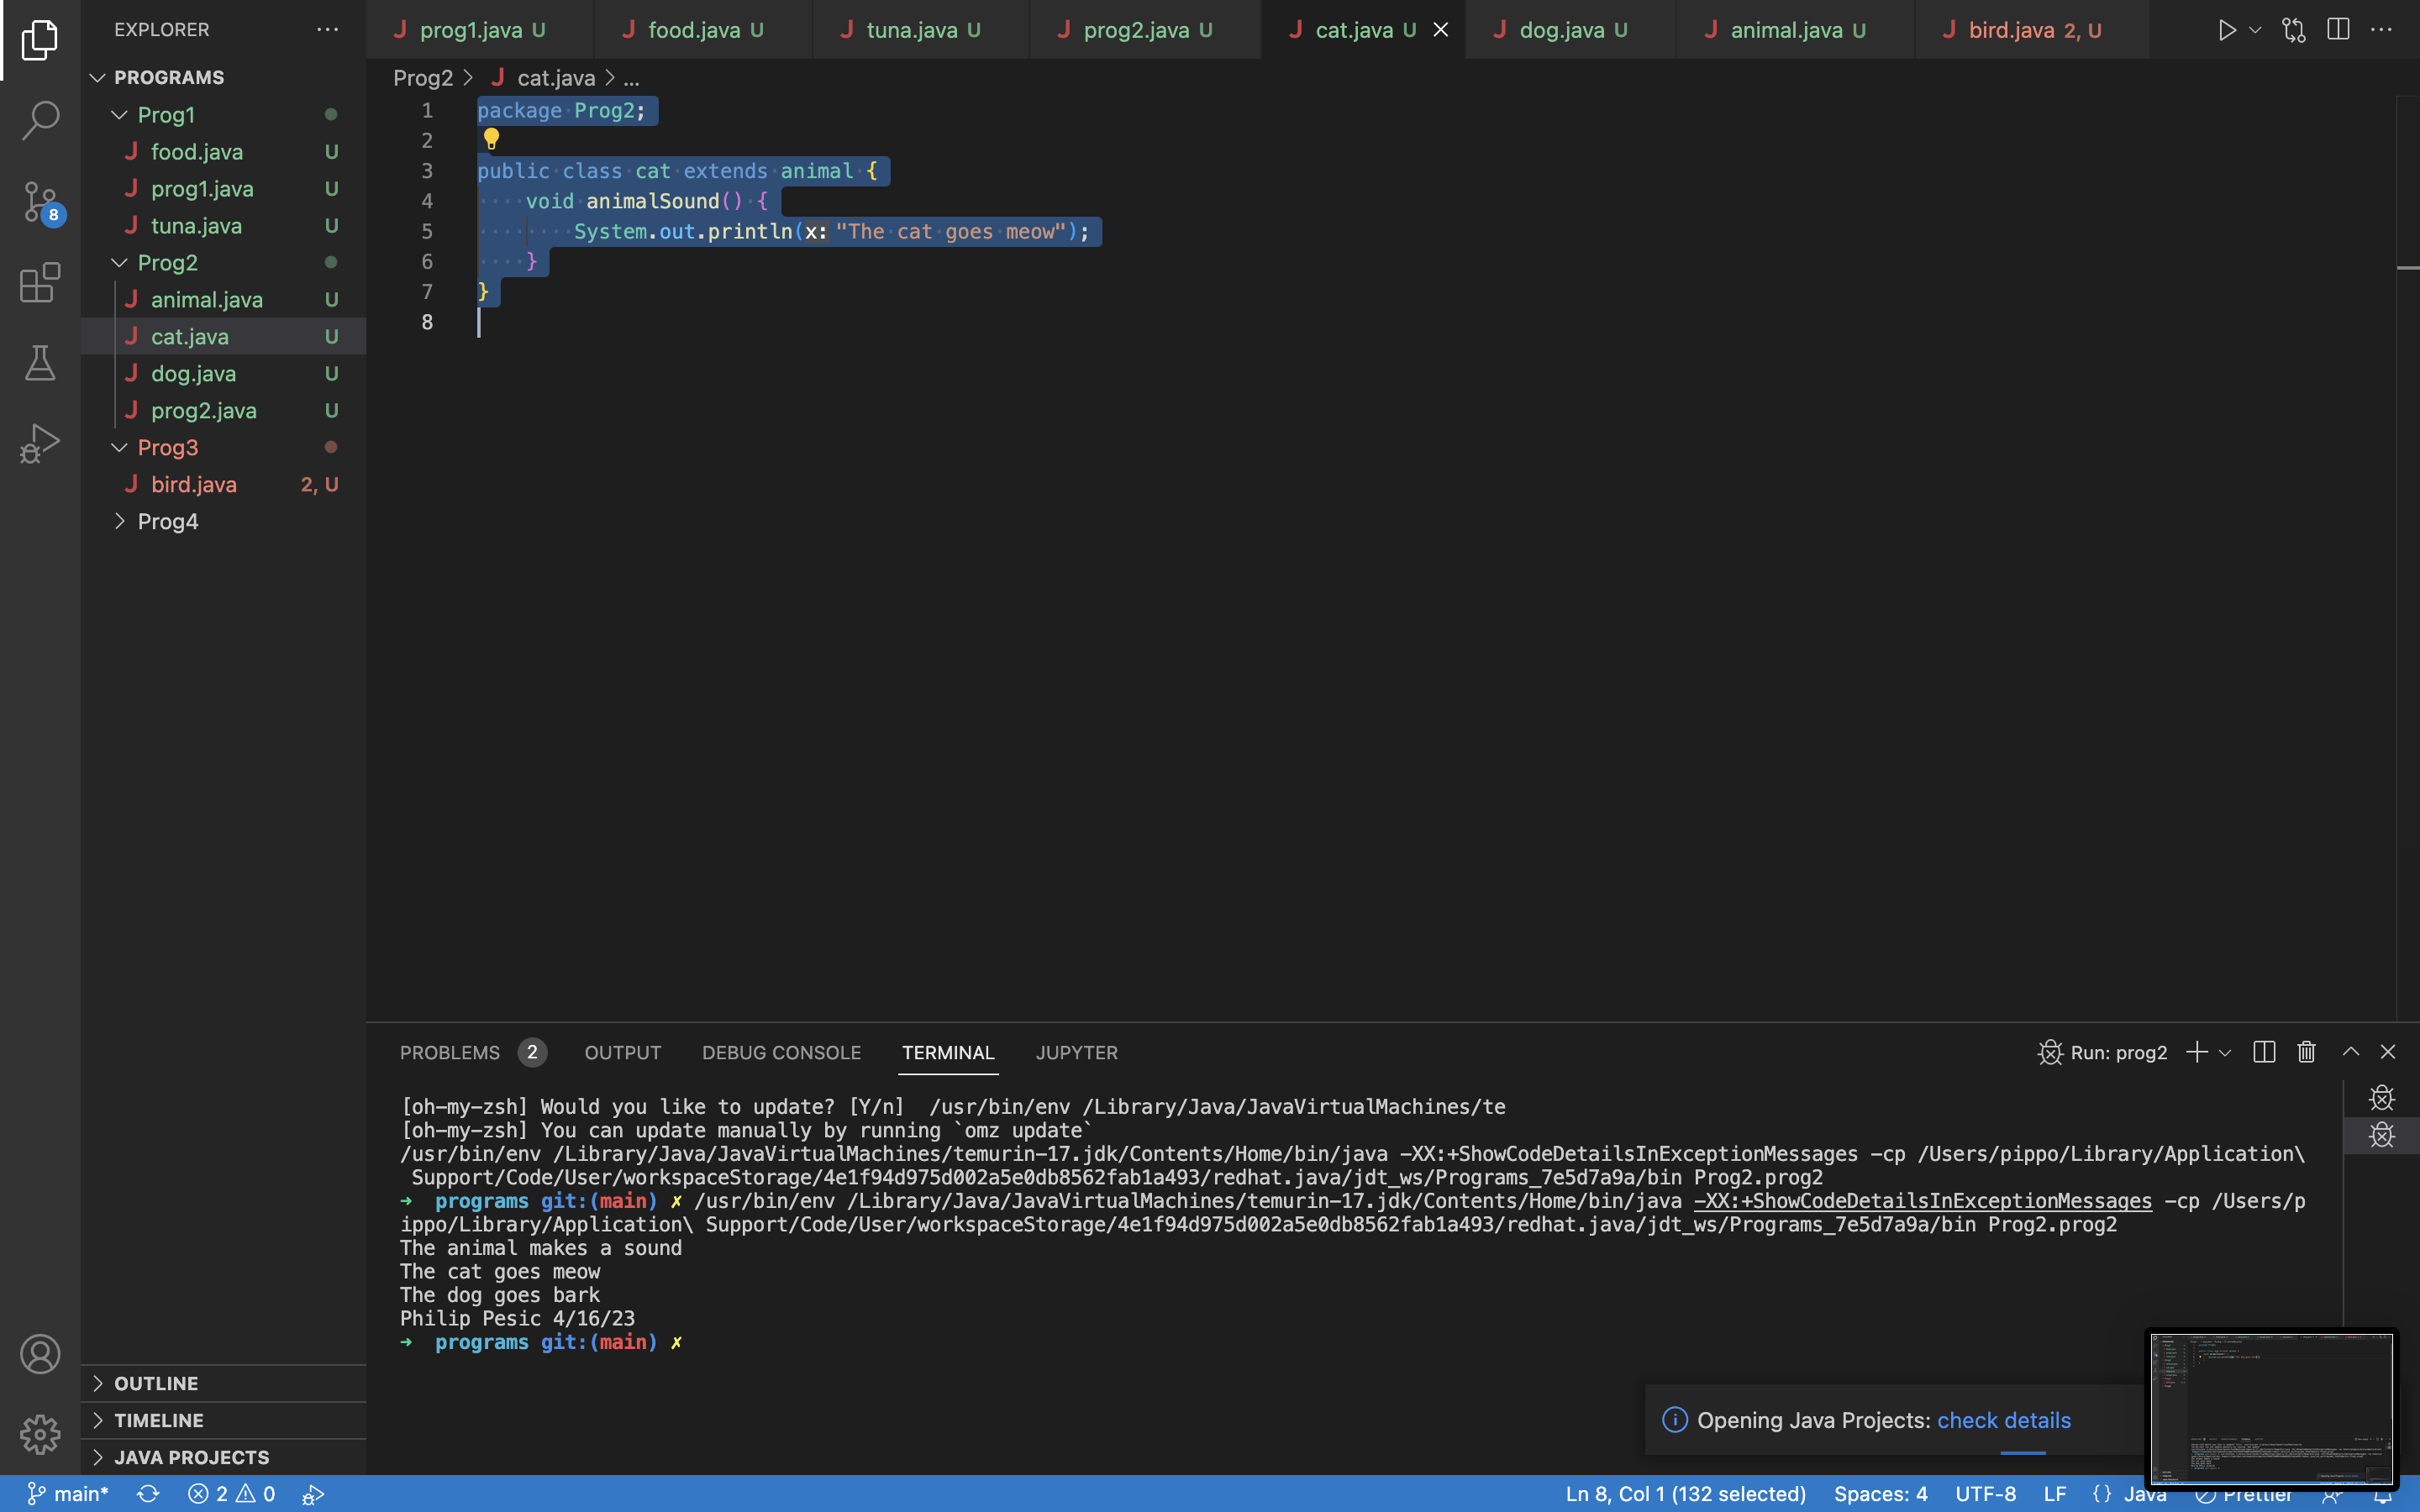 EXPLORER
PROGRAMS
Prog1
food.java U
prog1.java U
tuna.java U
Prog2
animal.java U
cat.java U
dog.java U
prog2.java U
Prog3
bird.java 2, U
Prog4
OUTLINE
TIMELINE
JAVA PROJECTS
8
prog1.java U food.java U tuna.java U prog2.java U cat.java U dog.java U animal.java U bird.java 2, U
Prog2 > cat.java > ...
1 package Prog2;
2
3 public class cat extends animal {
4 void animalSound() {
5 System.out.println(x: "The cat goes meow");
6 }
7 }
8
PROBLEMS 2 OUTPUT DEBUG CONSOLE TERMINAL JUPYTER Run: prog2
[oh-my-zsh] Would you like to update? [Y/n]  /usr/bin/env /Library/Java/JavaVirtualMachines/te
[oh-my-zsh] You can update manually by running `omz update`
/usr/bin/env /Library/Java/JavaVirtualMachines/temurin-17.jdk/Contents/Home/bin/java -XX:+ShowCodeDetailsInExceptionMessages -cp /Users/pippo/Library/Application\
Support/Code/User/workspaceStorage/4e1f94d975d002a5e0db8562fab1a493/redhat.java/jdt_ws/Programs_7e5d7a9a/bin Prog2.prog2
➜ programs git:(main) ✗ /usr/bin/env /Library/Java/JavaVirtualMachines/temurin-17.jdk/Contents/Home/bin/java -XX:+ShowCodeDetailsInExceptionMessages -cp /Users/p
ippo/Library/Application\ Support/Code/User/workspaceStorage/4e1f94d975d002a5e0db8562fab1a493/redhat.java/jdt_ws/Programs_7e5d7a9a/bin Prog2.prog2
The animal makes a sound
The cat goes meow
The dog goes bark
Philip Pesic 4/16/23
➜ programs git:(main) ✗
Opening Java Projects: check details
main* 2 0 Ln 8, Col 1 (132 selected) Spaces: 4 UTF-8 LF {} Java Prettier